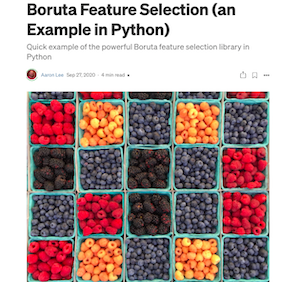 Boruta Feature Selection (an
Example in Python)
Quick example of the powerful Boruta feature selection library in
Python
Aaron Lee Sep 27, 2020 · 4 min read